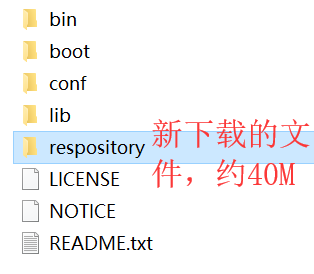 bin
boot
conf
lib
respository
新下载的文
件，约40M
LICENSE
NOTICE
README.txt